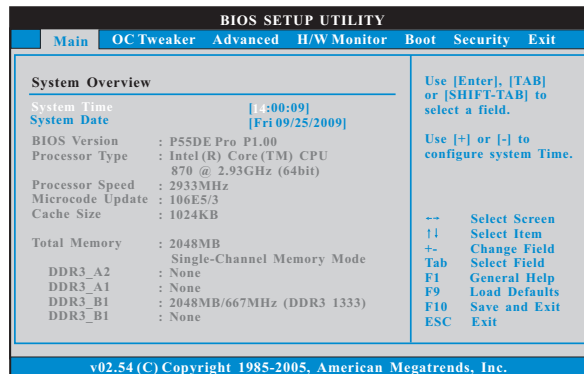 BIOS SETUP UTILITY
Main OC Tweaker Advanced H/W Monitor Boot Security Exit
System Overview
System Time [14:00:09]
System Date [Fri 09/25/2009]
BIOS Version : P55DE Pro P1.00
Processor Type : Intel (R) Core (TM) CPU
870 @ 2.93GHz (64bit)
Processor Speed : 2933MHz
Microcode Update : 106E5/3
Cache Size : 1024KB
Total Memory : 2048MB
Single-Channel Memory Mode
DDR3_A2 : None
DDR3_A1 : None
DDR3_B1 : 2048MB/667MHz (DDR3 1333)
DDR3_B1 : None
Use [Enter], [TAB]
or [SHIFT-TAB] to
select a field.
Use [+] or [-] to
configure system Time.
←→ Select Screen
↑↓ Select Item
+- Change Field
Tab Select Field
F1 General Help
F9 Load Defaults
F10 Save and Exit
ESC Exit
v02.54 (C) Copyright 1985-2005, American Megatrends, Inc.